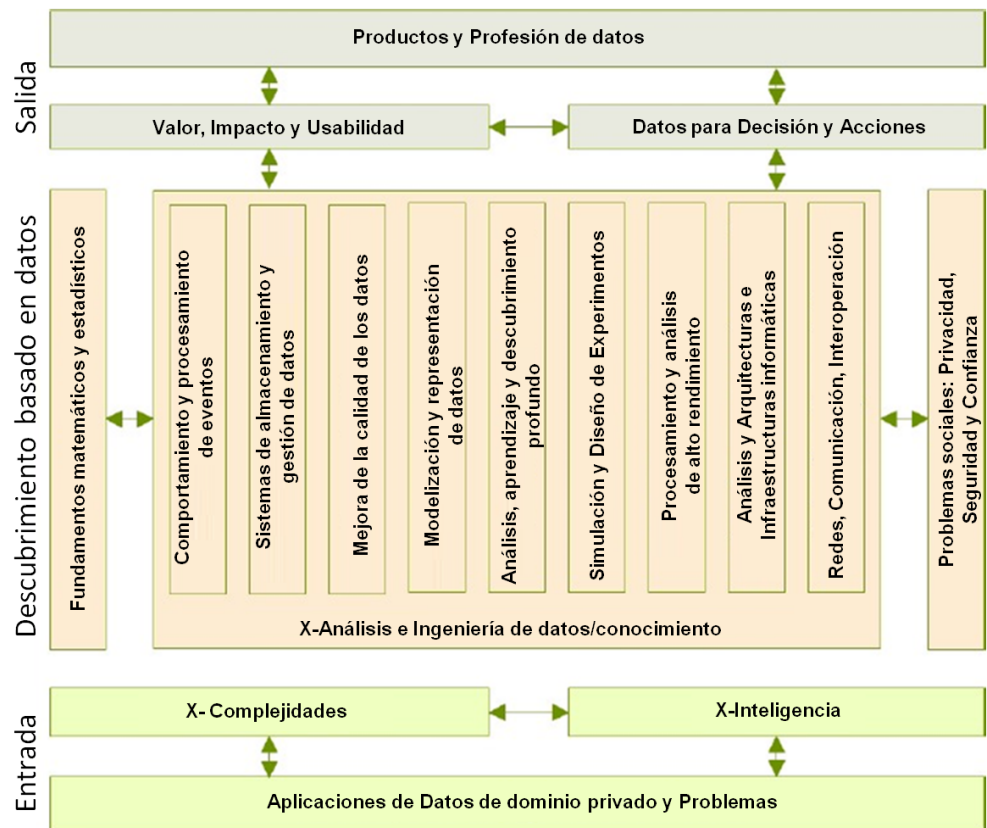 Salida
Productos y Profesión de datos
Valor, Impacto y Usabilidad
Datos para Decisión y Acciones
Descubrimiento basado en datos
Fundamentos matemáticos y estadísticos
Comportamiento y procesamiento
de eventos
Sistemas de almacenamiento y
gestión de datos
Mejora de la calidad de los datos
Modelización y representación
de datos
Análisis, aprendizaje y descubrimiento
profundo
Simulación y Diseño de Experimentos
Procesamiento y análisis
de alto rendimiento
Análisis y Arquitecturas e
Infraestructuras informáticas
Redes, Comunicación, Interoperación
X-Análisis e Ingeniería de datos/conocimiento
Problemas sociales: Privacidad,
Seguridad y Confianza
Entrada
X- Complejidades
X-Inteligencia
Aplicaciones de Datos de dominio privado y Problemas